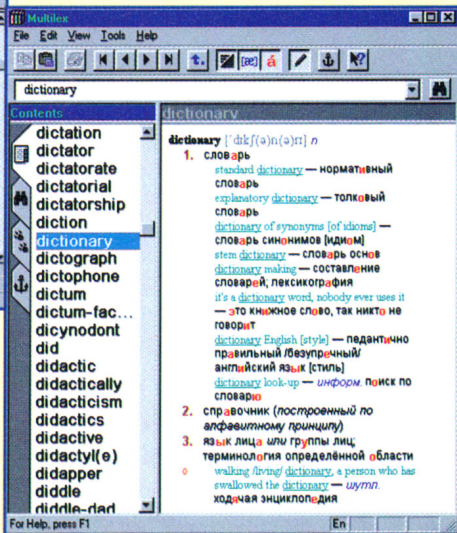 Multilex
File Edit View Tools Help
t. [æ] á
dictionary
Contents
dictation
dictator
dictatorate
dictatorial
dictatorship
diction
dictionary
dictograph
dictophone
dictum
dictum-fac...
dicynodont
did
didactic
didactically
didacticism
didactics
didactive
didactyl(e)
didapper
diddle
diddle-dad
dictionary
dictionary [ˈdɪkʃ(ə)n(ə)rɪ] n
1. словарь
standard dictionary — нормативный
словарь
explanatory dictionary — толковый
словарь
dictionary of synonyms [of idioms] —
словарь синонимов [идиом]
stem dictionary — словарь основ
dictionary making — составление
словарей; лексикография
it's a dictionary word, nobody ever uses it
— это книжное слово, так никто не
говорит
dictionary English [style] — педантично
правильный /безупречный/
английский язык [стиль]
dictionary look-up — информ. поиск по
словарю
2. справочник (построенный по
алфавитному принципу)
3. язык лица или группы лиц;
терминология определённой области
◊ walking /living/ dictionary, a person who has
swallowed the dictionary — шутл.
ходячая энциклопедия
For Help, press F1
En